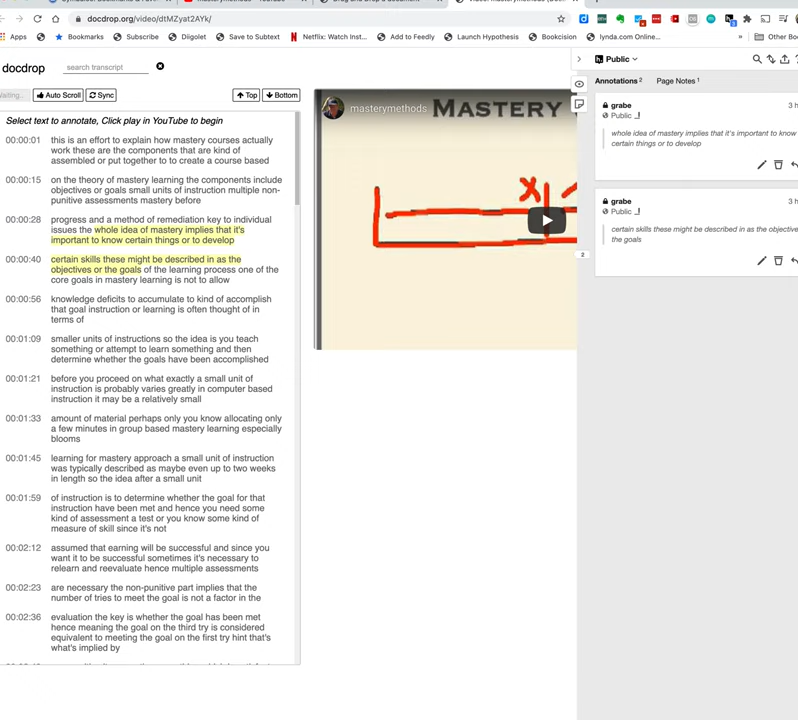 docdrop.org/video/dtMZyat2AYk/
Apps
Bookmarks
Subscribe
Diigolet
Save to Subtext
Netflix: Watch Inst...
Add to Feedly
Launch Hypothesis
Bookcision
lynda.com Online...
»
Other Boo
docdrop
search transcript
Waiting...
Auto Scroll
Sync
Top
Bottom
Select text to annotate, Click play in YouTube to begin
00:00:01 this is an effort to explain how mastery courses actually
work these are the components that are kind of
assembled or put together to to create a course based
00:00:15 on the theory of mastery learning the components include
objectives or goals small units of instruction multiple non-
punitive assessments mastery before
00:00:28 progress and a method of remediation key to individual
issues the whole idea of mastery implies that it's
important to know certain things or to develop
00:00:40 certain skills these might be described in as the
objectives or the goals of the learning process one of the
core goals in mastery learning is not to allow
00:00:56 knowledge deficits to accumulate to kind of accomplish
that goal instruction or learning is often thought of in
terms of
00:01:09 smaller units of instructions so the idea is you teach
something or attempt to learn something and then
determine whether the goals have been accomplished
00:01:21 before you proceed on what exactly a small unit of
instruction is probably varies greatly in computer based
instruction it may be a relatively small
00:01:33 amount of material perhaps only you know allocating only
a few minutes in group based mastery learning especially
blooms
00:01:45 learning for mastery approach a small unit of instruction
was typically described as maybe even up to two weeks
in length so the idea after a small unit
00:01:59 of instruction is to determine whether the goal for that
instruction have been met and hence you need some
kind of assessment a test or you know some kind of
measure of skill since it's not
00:02:12 assumed that earning will be successful and since you
want it to be successful sometimes it's necessary to
relearn and reevaluate hence multiple assessments
00:02:23 are necessary the non-punitive part implies that the
number of tries to meet the goal is not a factor in the
00:02:36 evaluation the key is whether the goal has been met
hence meaning the goal on the third try is considered
equivalent to meeting the goal on the first try hint that's
what's implied by
masterymethods
MASTERY
X
2
Public
Annotations 2
Page Notes 1
grabe
3 h
Public
whole idea of mastery implies that it's important to know
certain things or to develop
grabe
3 h
Public
certain skills these might be described in as the objective
the goals